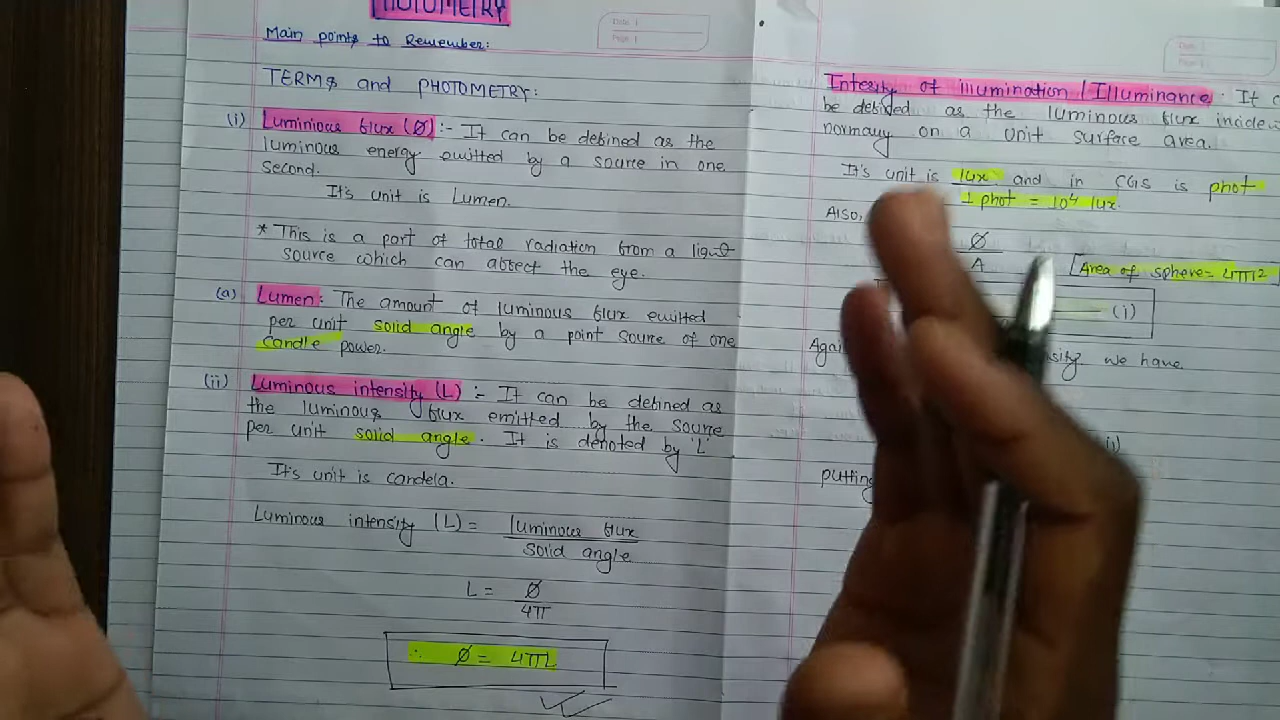 PHOTOMETRY
Main points to Remember:
TERMS and PHOTOMETRY:
(i) Luminious flux (Ø) :- It can be defined as the
luminous energy emitted by a source in one
second.
It's unit is Lumen.
* This is a part of total radiation from a light
source which can affect the eye.
(a) Lumen: The amount of luminous flux emitted
per unit solid angle by a point source of one
candle power.
(ii) Luminous intensity (L) :- It can be defined as
the luminous flux emitted by the source
per unit solid angle. It is denoted by 'L'
It's unit is candela.
Luminous intensity (L) = luminous flux
solid angle
L = Ø
4π
∴ Ø = 4πL
Date
Page
Intesity of illumination / Illuminance. It
be defined as the luminous flux
normally on a unit surface area.
It's unit is lux and in CGS is phot
1 phot = 10⁴ lux.
Also,
Ø
A
[Area of sphere = 4πr²]
(i)
we have
putting
Date
Page